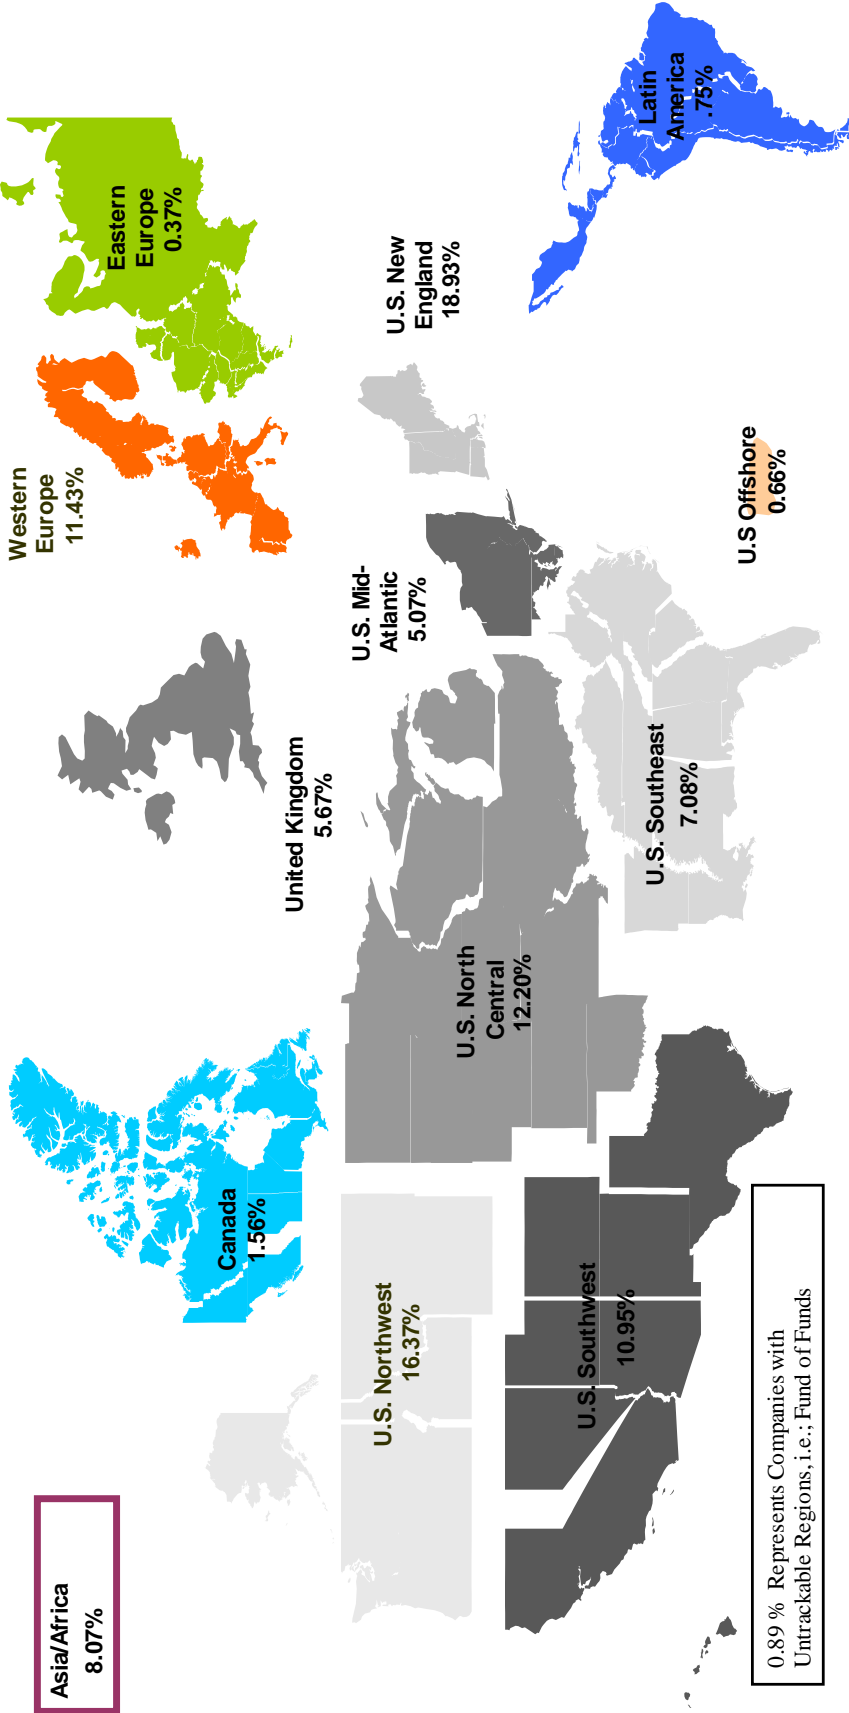 Asia/Africa
8.07%
Canada
1.56%
United Kingdom
5.67%
Western
Europe
11.43%
Eastern
Europe
0.37%
U.S. Northwest
16.37%
U.S. North
Central
12.20%
U.S. Mid-
Atlantic
5.07%
U.S. New
England
18.93%
U.S. Southwest
10.95%
U.S. Southeast
7.08%
U.S Offshore
0.66%
Latin
America
.75%
0.89 % Represents Companies with
Untrackable Regions, i.e.; Fund of Funds